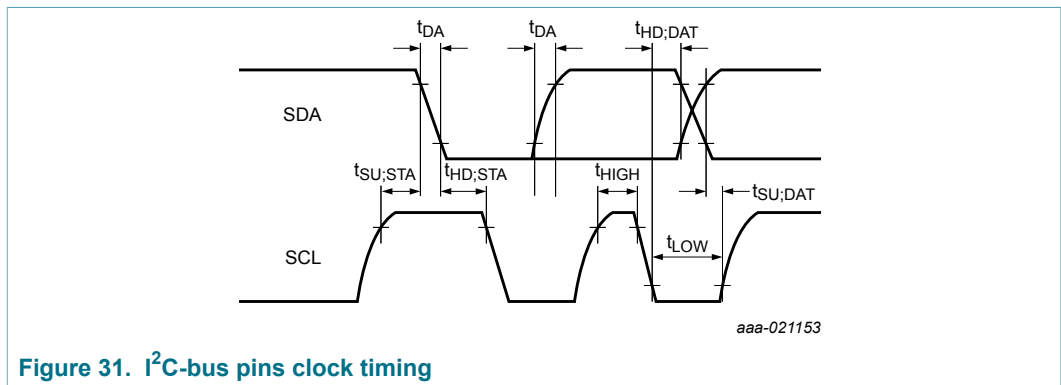 tDA tDA tHD;DAT
SDA
tSU;STA tHD;STA tHIGH tSU;DAT
tLOW
SCL
aaa-021153
Figure 31. I2C-bus pins clock timing